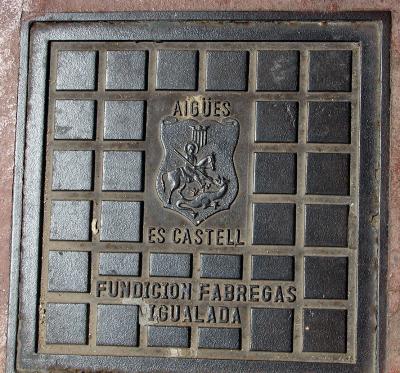 AIGÜES
ES CASTELL
FUNDICION FABREGAS
IGUALADA